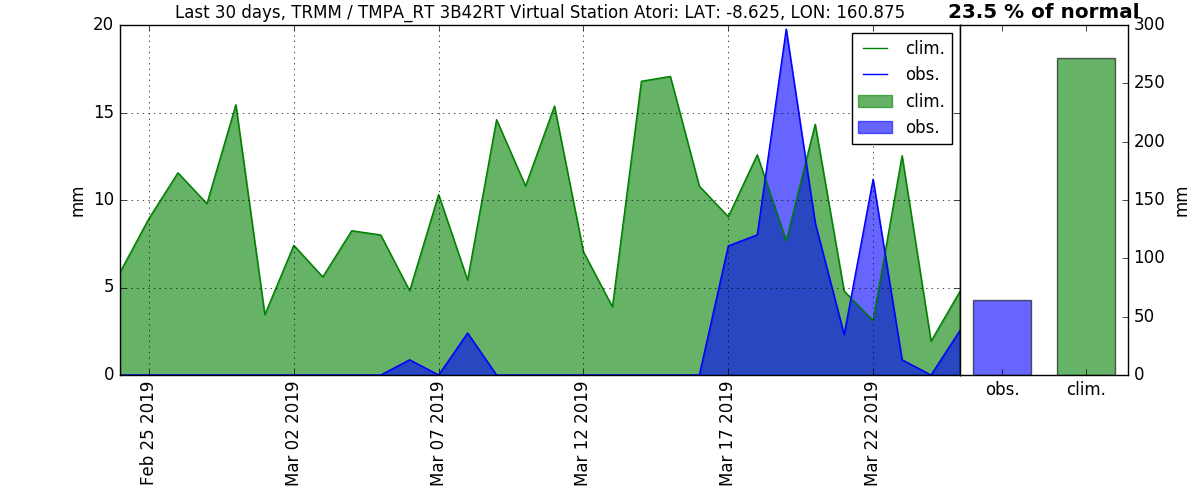 Last 30 days, TRMM / TMPA_RT 3B42RT Virtual Station Atori: LAT: -8.625, LON: 160.875
23.5 % of normal
20
15
10
5
0
mm
clim.
obs.
clim.
obs.
300
250
200
150
100
50
0
mm
obs.
clim.
Feb 25 2019
Mar 02 2019
Mar 07 2019
Mar 12 2019
Mar 17 2019
Mar 22 2019